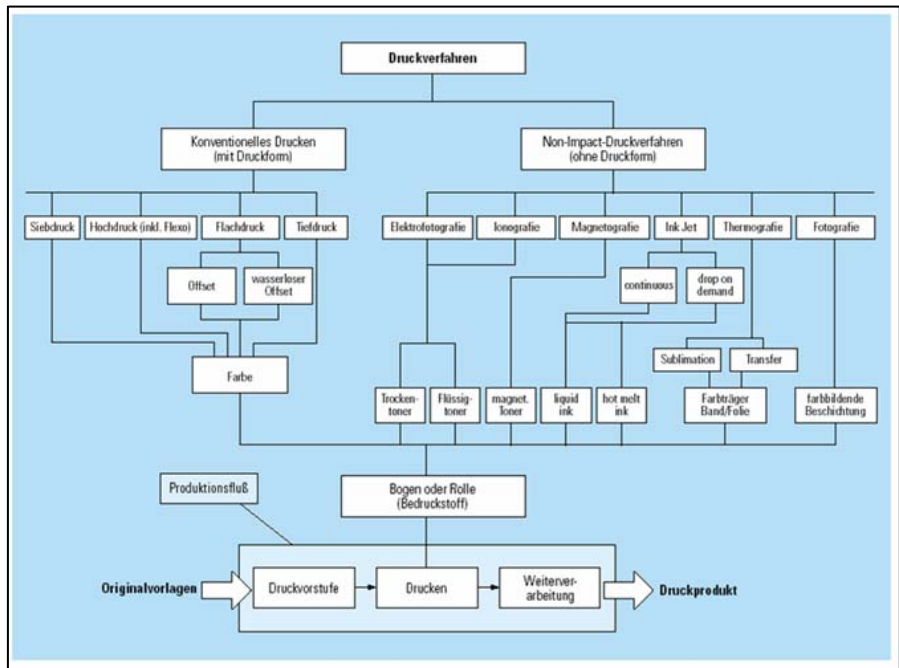 Druckverfahren
Konventionelles Drucken
(mit Druckform)
Non-Impact-Druckverfahren
(ohne Druckform)
Siebdruck
Hochdruck (inkl. Flexo)
Flachdruck
Tiefdruck
Elektrofotografie
Ionografie
Magnetografie
Ink Jet
Thermografie
Fotografie
Offset
wasserloser
Offset
continuous
drop on
demand
Sublimation
Transfer
Farbe
Trocken-
toner
Flüssig-
toner
magnet.
Toner
liquid
ink
hot melt
ink
Farbträger
Band/Folie
farbbildende
Beschichtung
Produktionsfluß
Bogen oder Rolle
(Bedruckstoff)
Originalvorlagen
Druckvorstufe
Drucken
Weiterver-
arbeitung
Druckprodukt